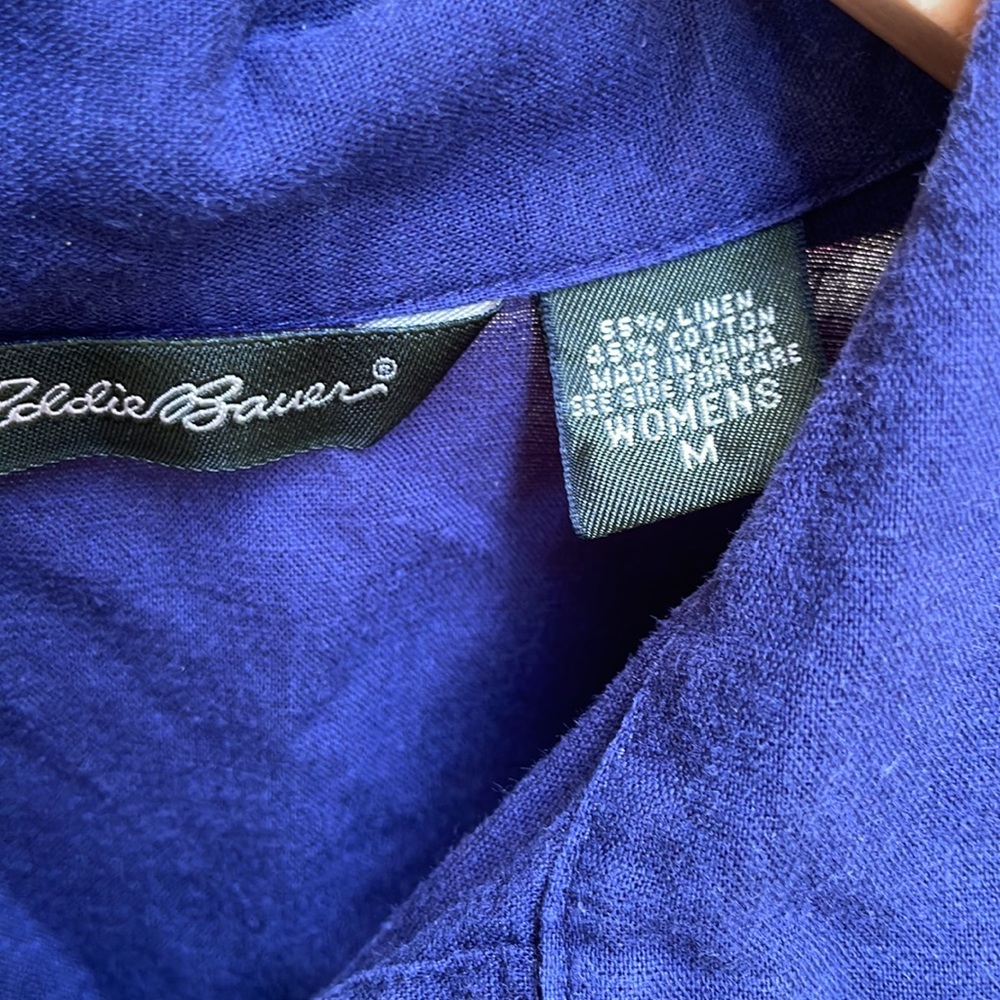 Eddie Bauer®
55% LINEN
45% COTTON
MADE IN CHINA
SEE SIDE FOR CARE
WOMENS
M